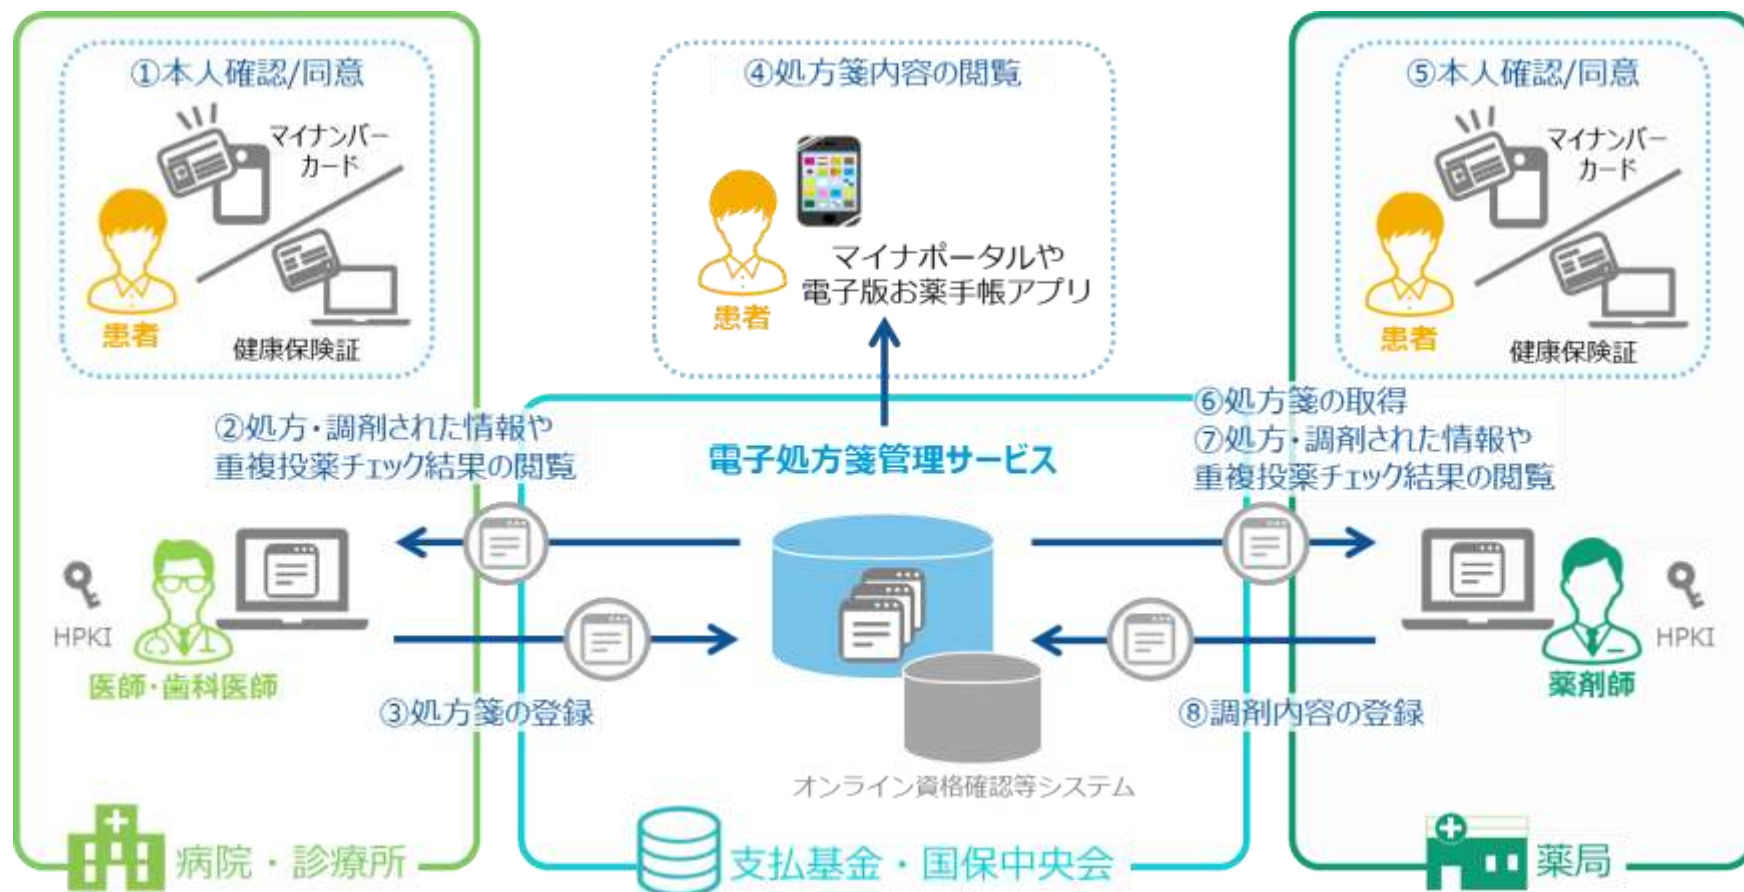 ①本人確認/同意
マイナンバー
カード
患者
健康保険証
②処方・調剤された情報や
重複投薬チェック結果の閲覧
HPKI
医師・歯科医師
③処方箋の登録
病院・診療所
④処方箋内容の閲覧
マイナポータルや
電子版お薬手帳アプリ
患者
電子処方箋管理サービス
オンライン資格確認等システム
支払基金・国保中央会
⑤本人確認/同意
マイナンバー
カード
患者
健康保険証
⑥処方箋の取得
⑦処方・調剤された情報や
重複投薬チェック結果の閲覧
HPKI
薬剤師
⑧調剤内容の登録
薬局